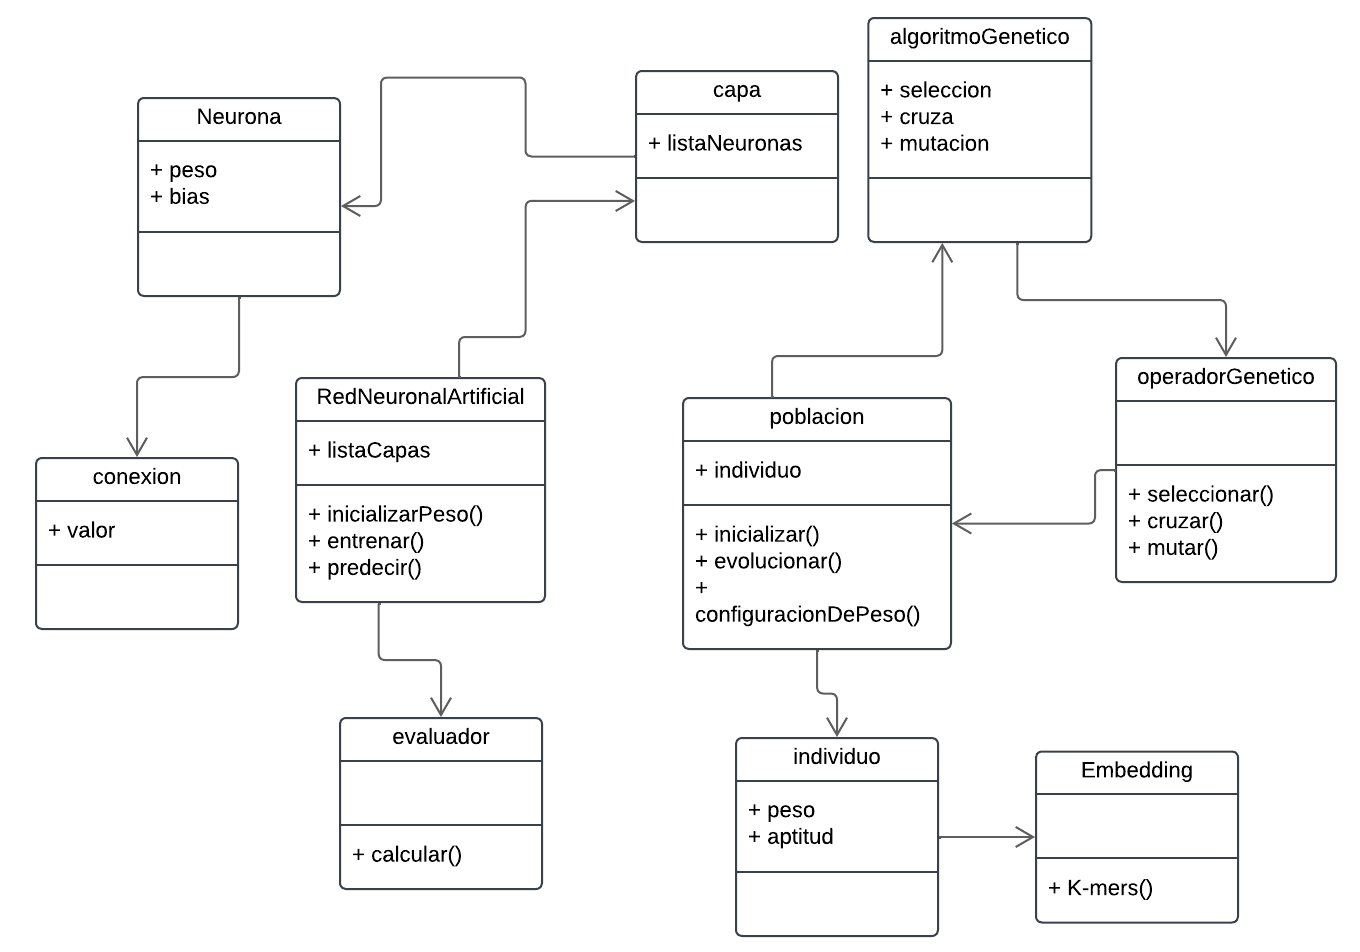 algoritmoGenetico
+ seleccion
+ cruza
+ mutacion
capa
+ listaNeuronas
Neurona
+ peso
+ bias
operadorGenetico
+ seleccionar()
+ cruzar()
+ mutar()
RedNeuronalArtificial
+ listaCapas
+ inicializarPeso()
+ entrenar()
+ predecir()
poblacion
+ individuo
+ inicializar()
+ evolucionar()
+
configuracionDePeso()
conexion
+ valor
evaluador
+ calcular()
individuo
+ peso
+ aptitud
Embedding
+ K-mers()